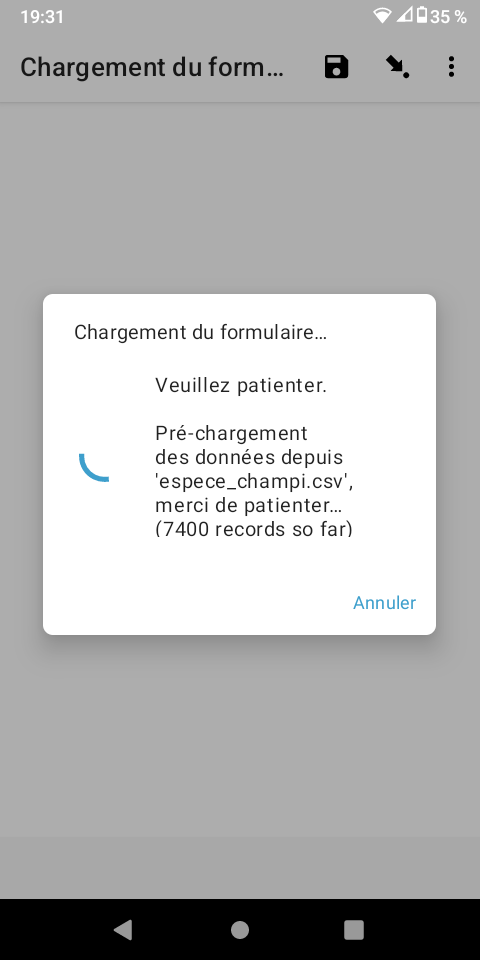 19:31
35 %
Chargement du form…
Chargement du formulaire…
Veuillez patienter.
Pré-chargement
des données depuis
'espece_champi.csv',
merci de patienter…
(7400 records so far)
Annuler